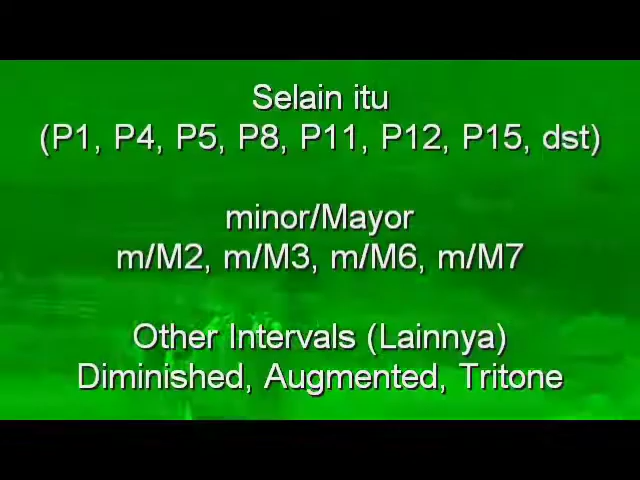 Selain itu
(P1, P4, P5, P8, P11, P12, P15, dst)
minor/Mayor
m/M2, m/M3, m/M6, m/M7
Other Intervals (Lainnya)
Diminished, Augmented, Tritone